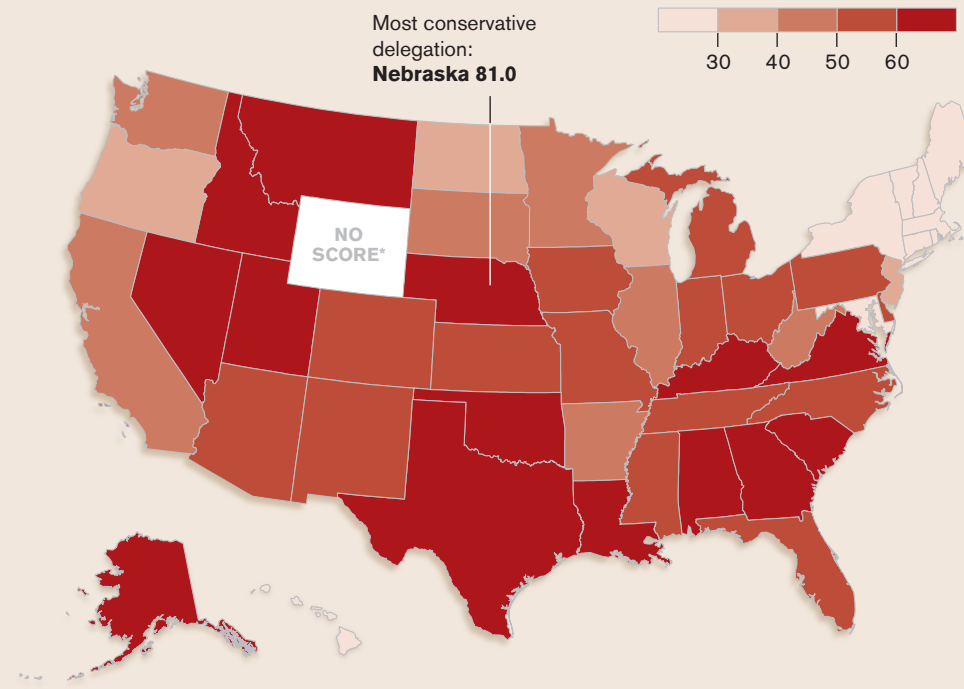 Most conservative
delegation:
Nebraska 81.0
30 40 50 60
NO
SCORE*